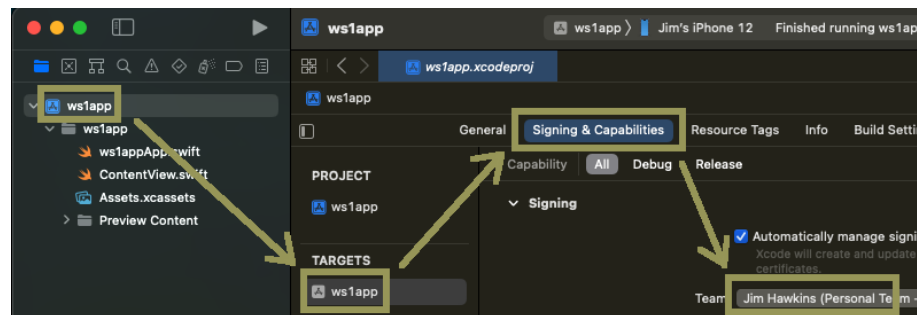 ws1app
ws1app 〉 Jim's iPhone 12 Finished running ws1ap
ws1app.xcodeproj
ws1app
ws1app
ws1app
ws1appApp.swift
ContentView.swift
Assets.xcassets
Preview Content
General Signing & Capabilities Resource Tags Info Build Setti
Capability All Debug Release
PROJECT
ws1app
TARGETS
ws1app
Signing
Automatically manage signi
Xcode will create and update
certificates.
Team Jim Hawkins (Personal Team -